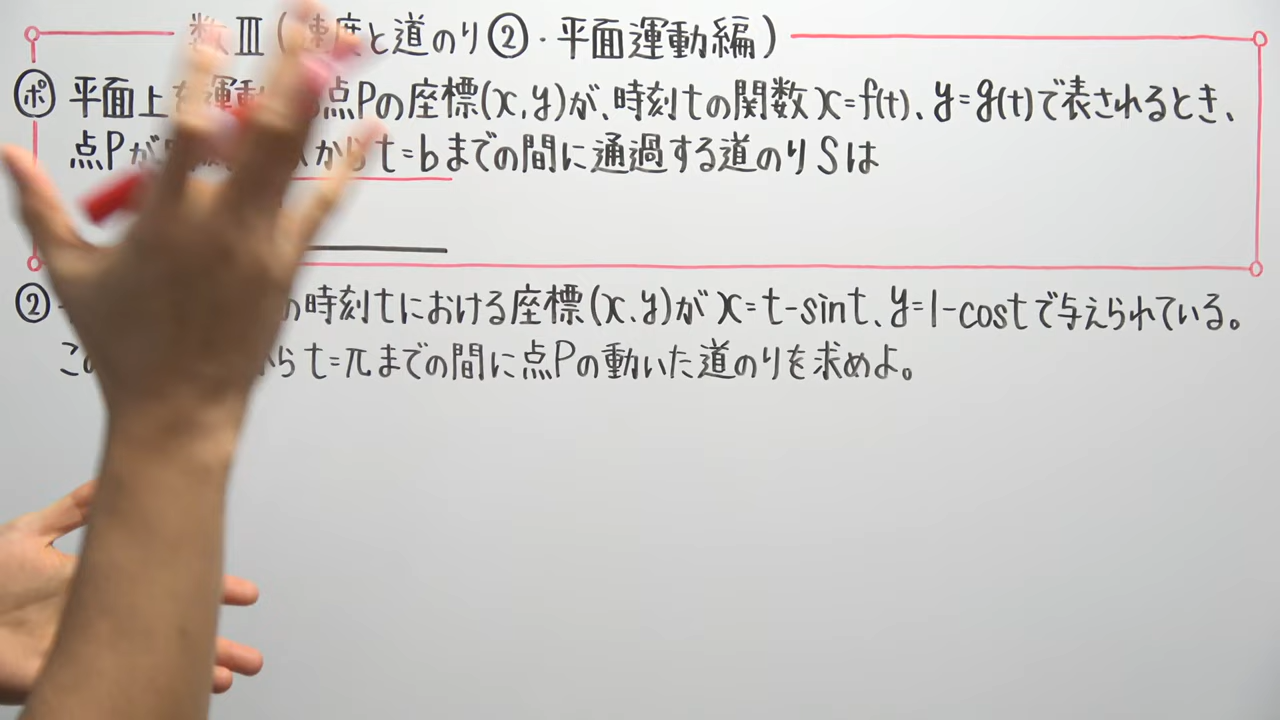 数Ⅲ(速度と道のり②・平面運動編)
ポ 平面上を運動 点Pの座標(x,y)が、時刻tの関数x=f(t)、y=g(t)で表されるとき、
点Pが から t=bまでの間に通過する道のりSは
② の時刻tにおける座標(x,y)がx=t-sint、y=1-costで与えられている。
この から t=πまでの間に点Pの動いた道のりを求めよ。